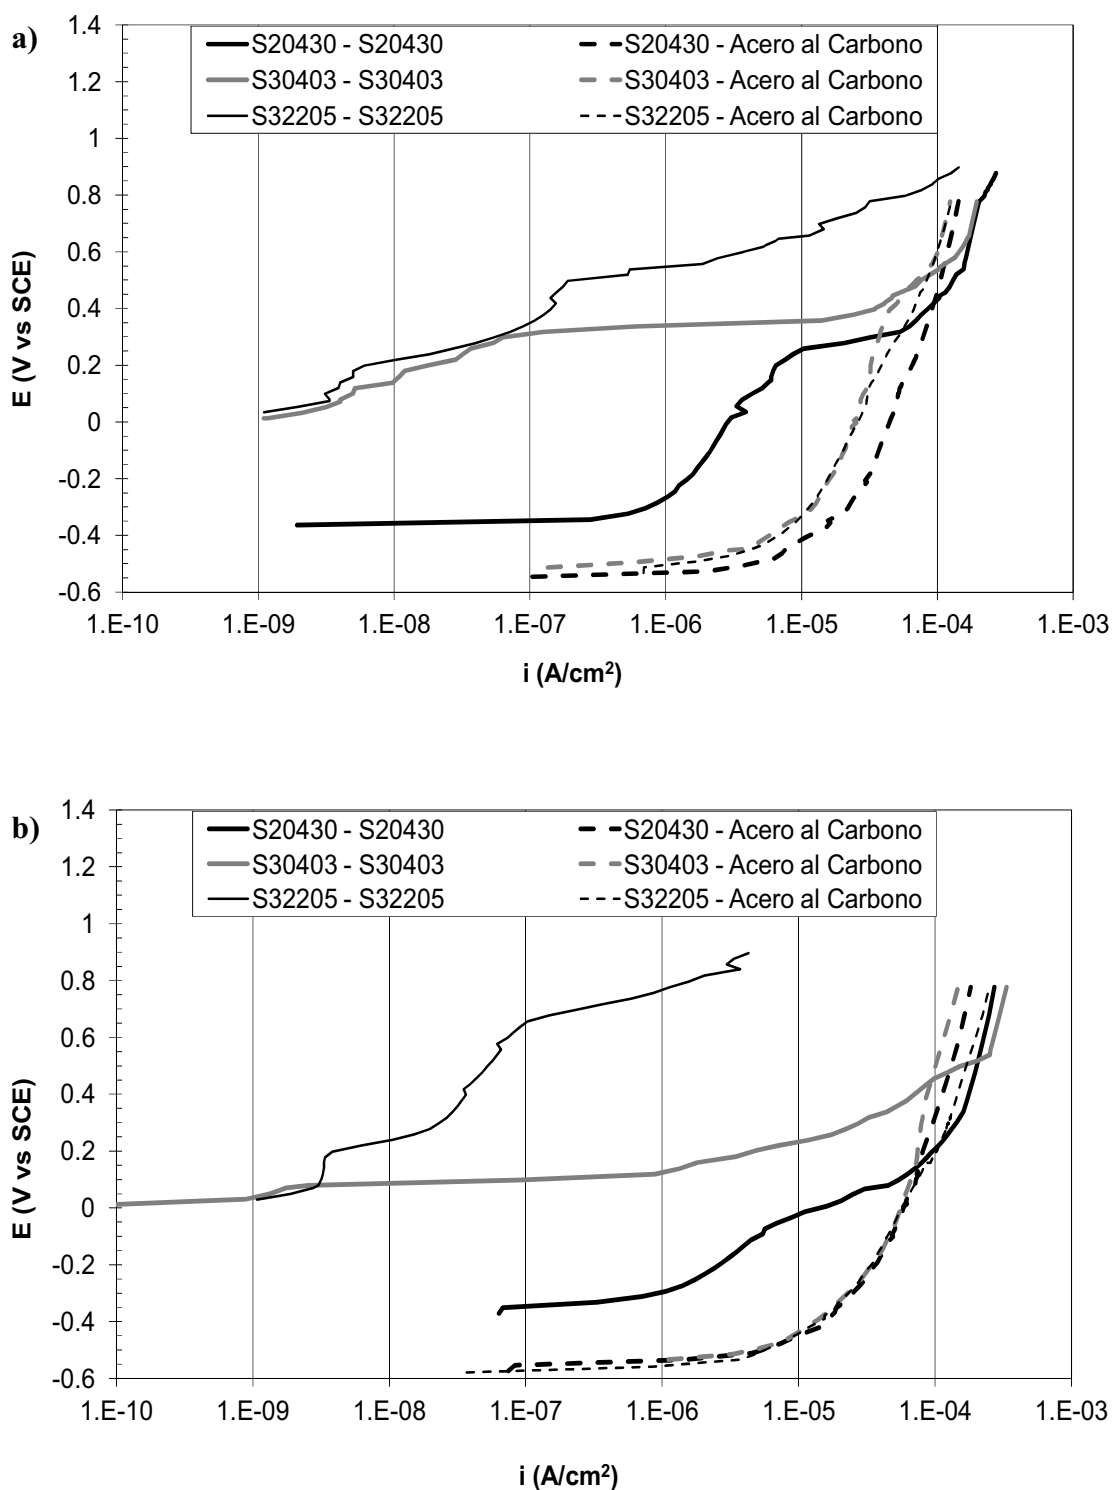 a)
S20430 - S20430
S20430 - Acero al Carbono
S30403 - S30403
S30403 - Acero al Carbono
S32205 - S32205
S32205 - Acero al Carbono
1.4
1.2
1
0.8
0.6
0.4
0.2
0
-0.2
-0.4
-0.6
E (V vs SCE)
1.E-10 1.E-09 1.E-08 1.E-07 1.E-06 1.E-05 1.E-04 1.E-03
i (A/cm²)
b)
S20430 - S20430
S20430 - Acero al Carbono
S30403 - S30403
S30403 - Acero al Carbono
S32205 - S32205
S32205 - Acero al Carbono
1.4
1.2
1
0.8
0.6
0.4
0.2
0
-0.2
-0.4
-0.6
E (V vs SCE)
1.E-10 1.E-09 1.E-08 1.E-07 1.E-06 1.E-05 1.E-04 1.E-03
i (A/cm²)